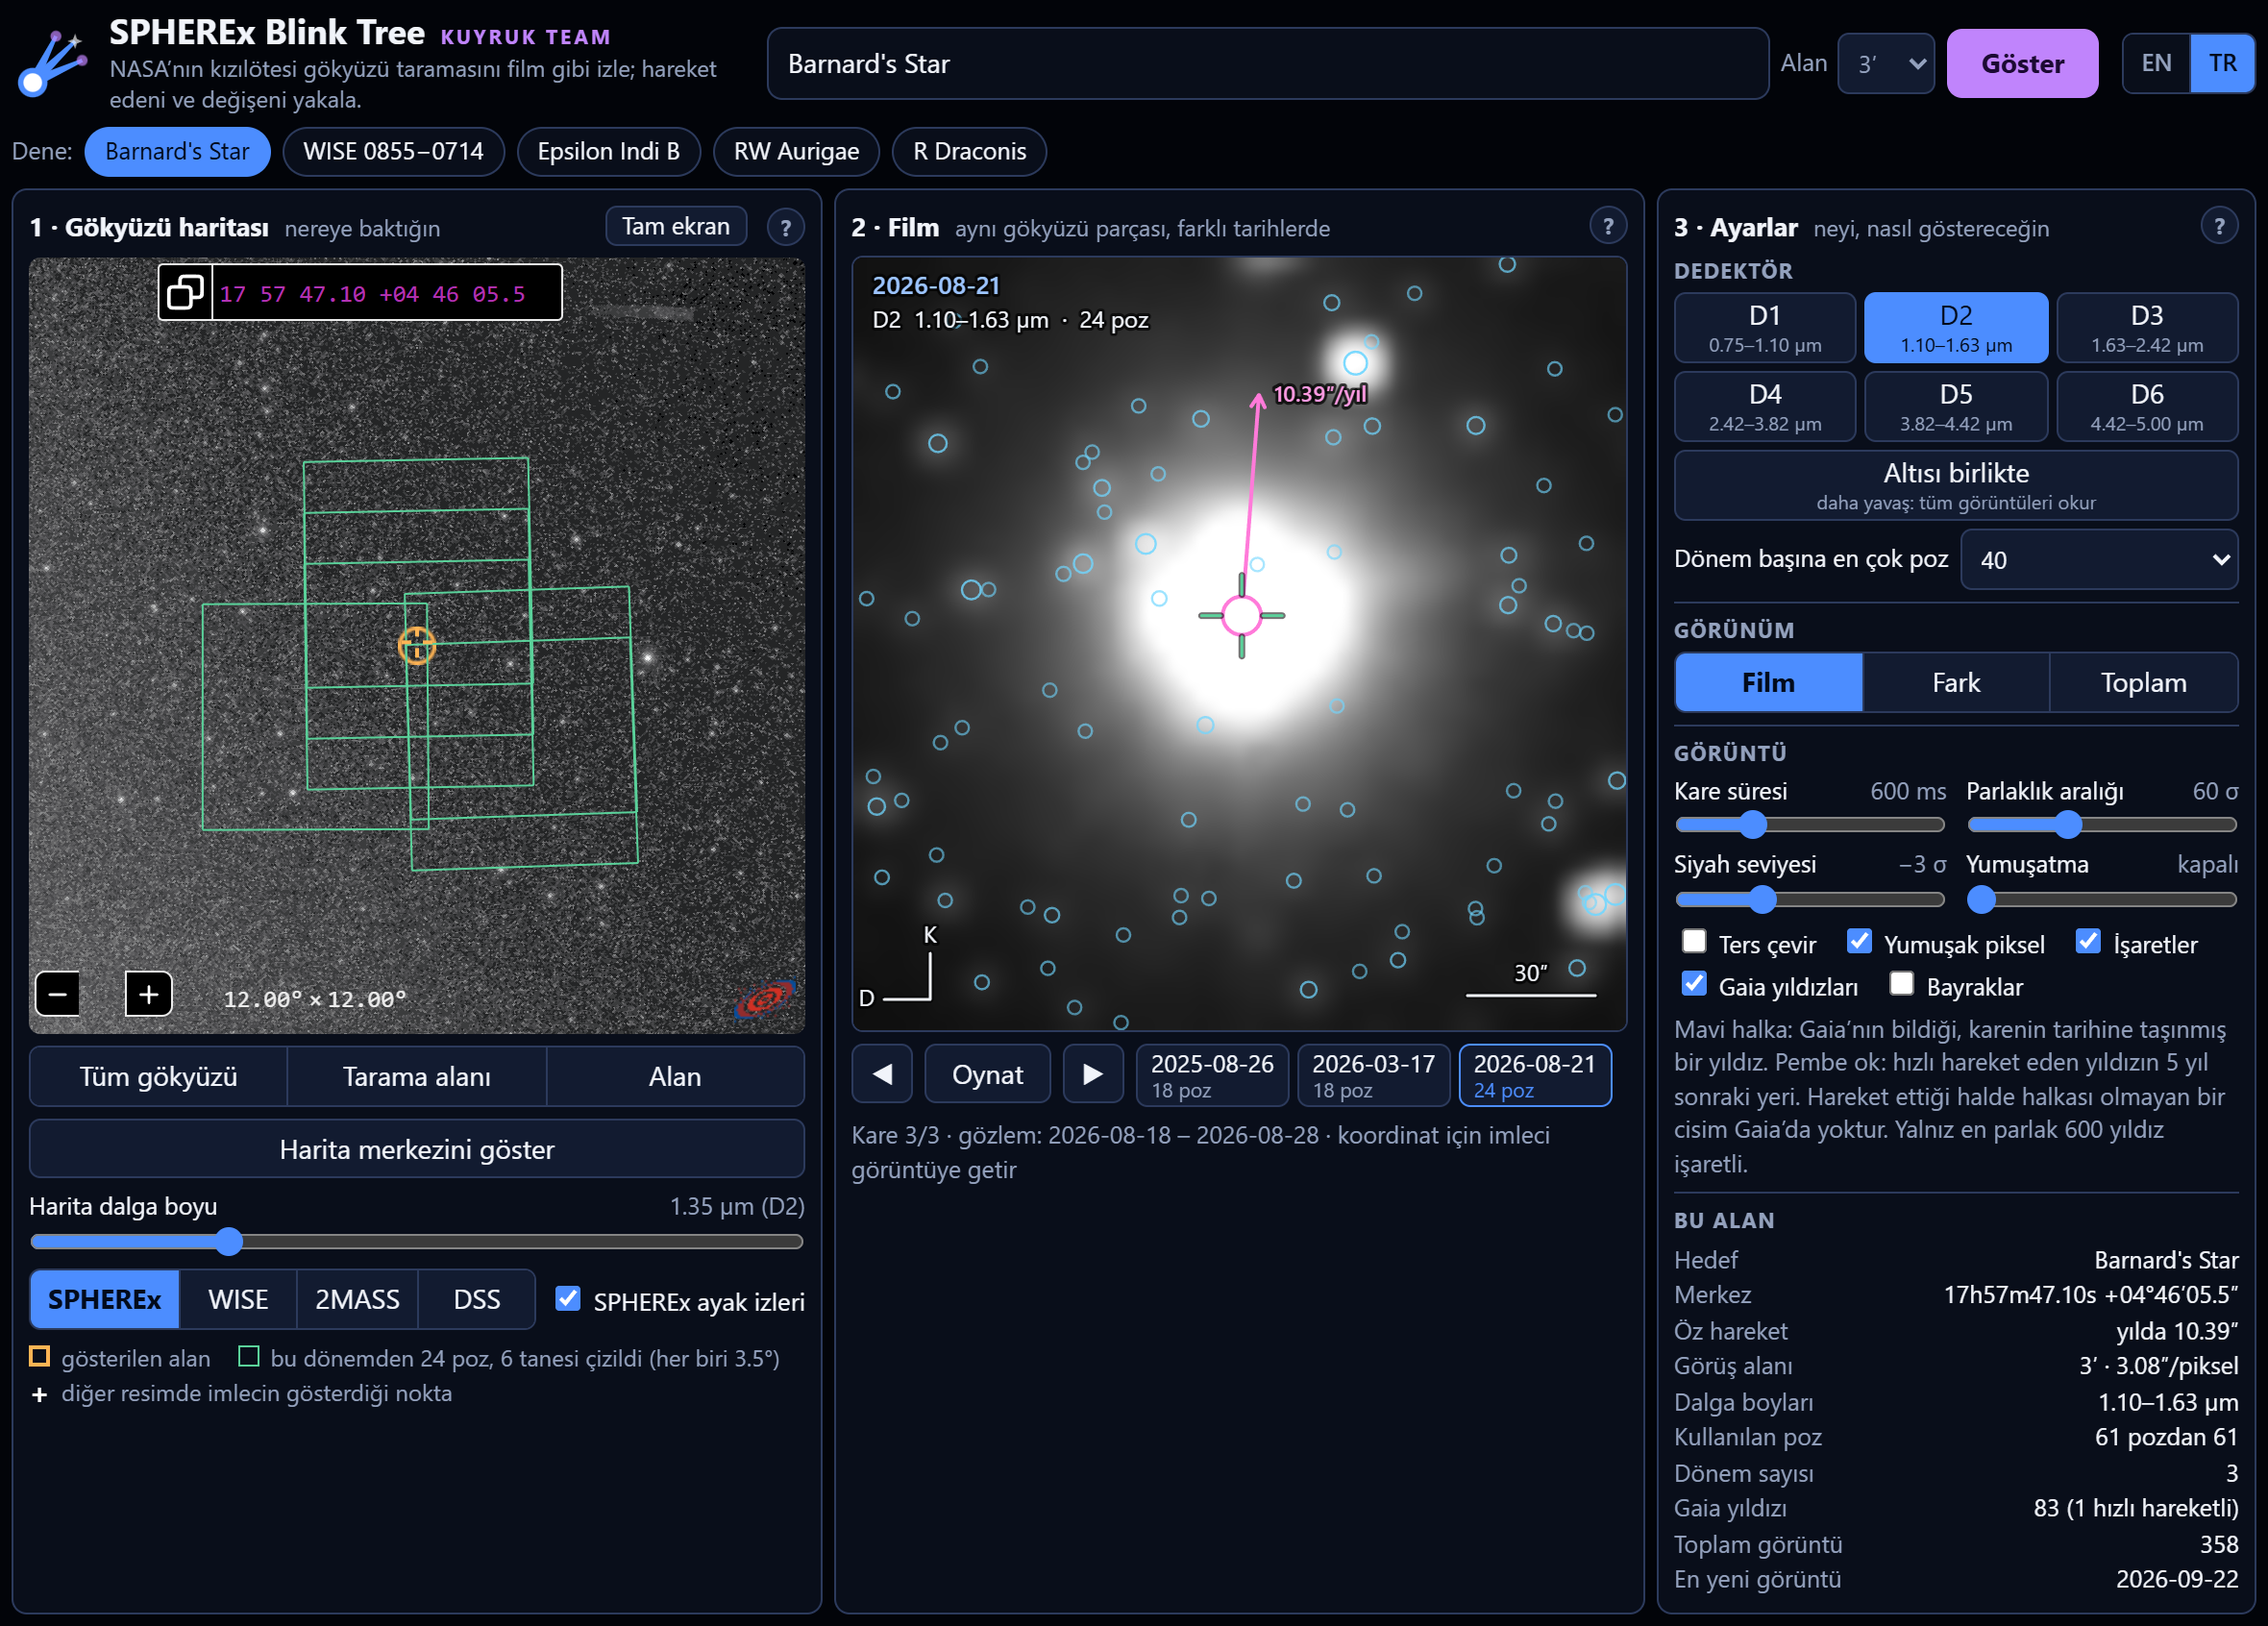 SPHEREx Blink Tree KUYRUK TEAM
NASA'nın kızılötesi gökyüzü taramasını film gibi izle; hareket
edeni ve değişeni yakala.
Barnard's Star
Alan 3′ Göster EN TR
Dene: Barnard's Star WISE 0855−0714 Epsilon Indi B RW Aurigae R Draconis
1 · Gökyüzü haritası nereye baktığın Tam ekran ?
17 57 47.10 +04 46 05.5
− + 12.00° × 12.00°
Tüm gökyüzü Tarama alanı Alan
Harita merkezini göster
Harita dalga boyu 1.35 µm (D2)
SPHEREx WISE 2MASS DSS SPHEREx ayak izleri
gösterilen alan bu dönemden 24 poz, 6 tanesi çizildi (her biri 3.5°)
+ diğer resimde imlecin gösterdiği nokta
2 · Film aynı gökyüzü parçası, farklı tarihlerde ?
2026-08-21
D2 1.10–1.63 µm · 24 poz
10.39″/yıl
K
D
30″
◀ Oynat ▶
2025-08-26
18 poz
2026-03-17
18 poz
2026-08-21
24 poz
Kare 3/3 · gözlem: 2026-08-18 – 2026-08-28 · koordinat için imleci
görüntüye getir
3 · Ayarlar neyi, nasıl göstereceğin ?
DEDEKTÖR
D1
0.75–1.10 µm
D2
1.10–1.63 µm
D3
1.63–2.42 µm
D4
2.42–3.82 µm
D5
3.82–4.42 µm
D6
4.42–5.00 µm
Altısı birlikte
daha yavaş: tüm görüntüleri okur
Dönem başına en çok poz 40
GÖRÜNÜM
Film Fark Toplam
GÖRÜNTÜ
Kare süresi 600 ms Parlaklık aralığı 60 σ
Siyah seviyesi −3 σ Yumuşatma kapalı
Ters çevir Yumuşak piksel İşaretler
Gaia yıldızları Bayraklar
Mavi halka: Gaia'nın bildiği, karenin tarihine taşınmış
bir yıldız. Pembe ok: hızlı hareket eden yıldızın 5 yıl
sonraki yeri. Hareket ettiği halde halkası olmayan bir
cisim Gaia'da yoktur. Yalnız en parlak 600 yıldız
işaretli.
BU ALAN
Hedef Barnard's Star
Merkez 17h57m47.10s +04°46′05.5″
Öz hareket yılda 10.39″
Görüş alanı 3′ · 3.08″/piksel
Dalga boyları 1.10–1.63 µm
Kullanılan poz 61 pozdan 61
Dönem sayısı 3
Gaia yıldızı 83 (1 hızlı hareketli)
Toplam görüntü 358
En yeni görüntü 2026-09-22